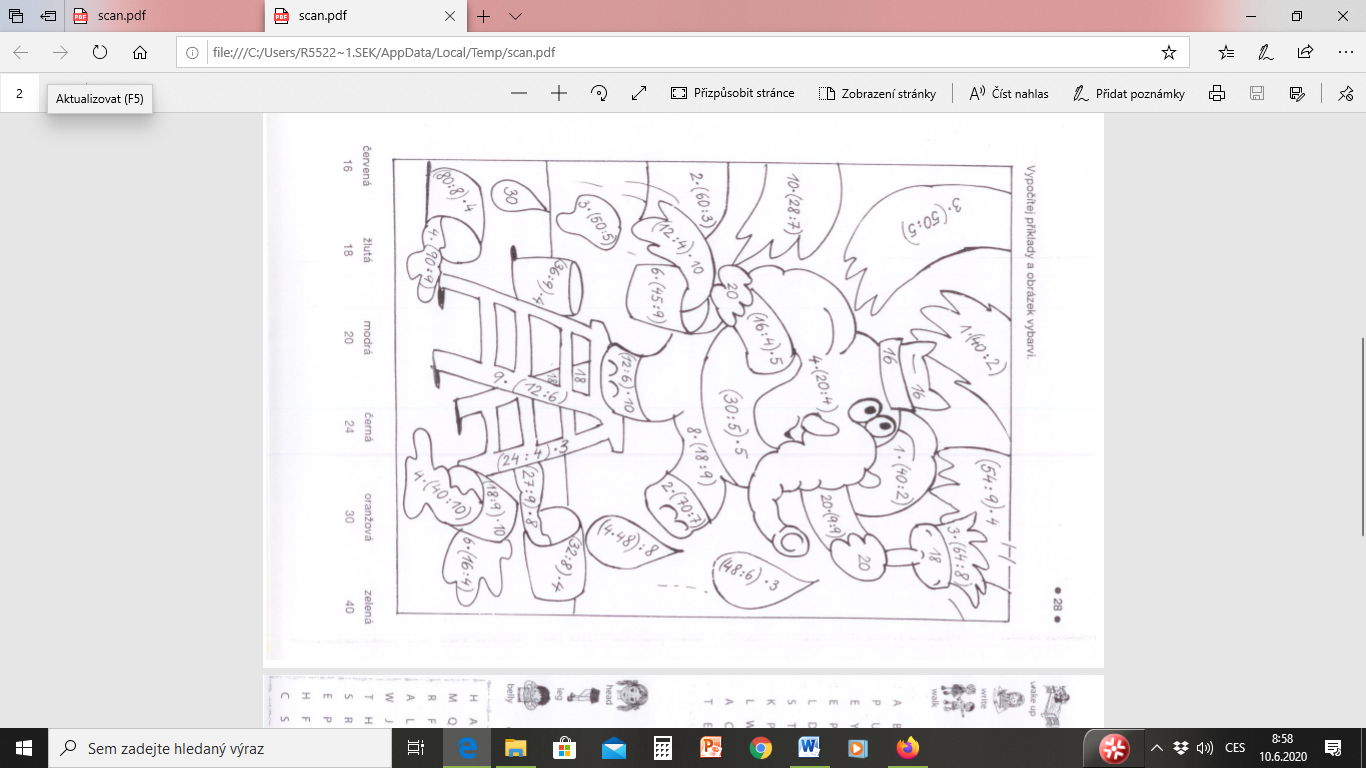 scan.pdf
scan.pdf
file:///C:/Users/R5522~1.SEK/AppData/Local/Temp/scan.pdf
2
Aktualizovat (F5)
Přizpůsobit stránce
Zobrazení stránky
Číst nahlas
Přidat poznámky
• 28 •
Vypočítej příklady a obrázek vybarvi.
3·(50:5)
1·(40:2)
(54:9)·4
3·(64:8)
18
10·(28:7)
16
16
1·(40:2)
20·(9:9)
20
2·(60:3)
20
(16:4)·5
4·(20:4)
(30:5)·5
(48:6)·3
(12:4)·10
6·(45:9)
8·(18:9)
2·(70:7)
(4·48):8
3·(50:5)
(12:6)·10
30
(36:9)·4
18
18
9·(12:6)
(24:4)·3
(27:9)·8
(32:8)·4
(80:8)·4
4·(90:9)
(18:9)·10
4·(40:10)
6·(16:4)
červená žlutá modrá černá oranžová zelená
16 18 20 24 30 40
wake up
write
walk
head
leg
belly
Sem zadejte hledaný výraz
CES
8:58
10.6.2020